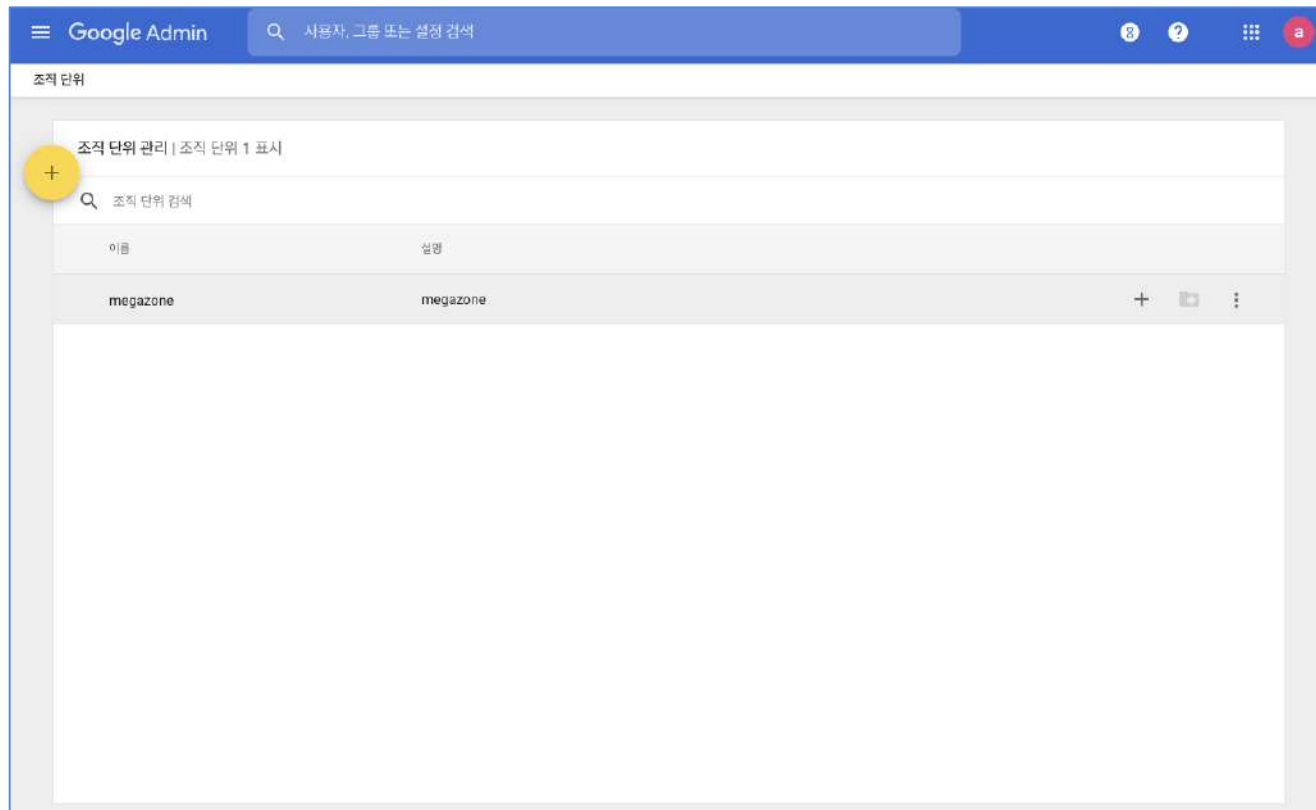 Google Admin
사용자, 그룹 또는 설정 검색
a
조직 단위
조직 단위 관리 | 조직 단위 1 표시
조직 단위 검색
이름 설명
megazone megazone